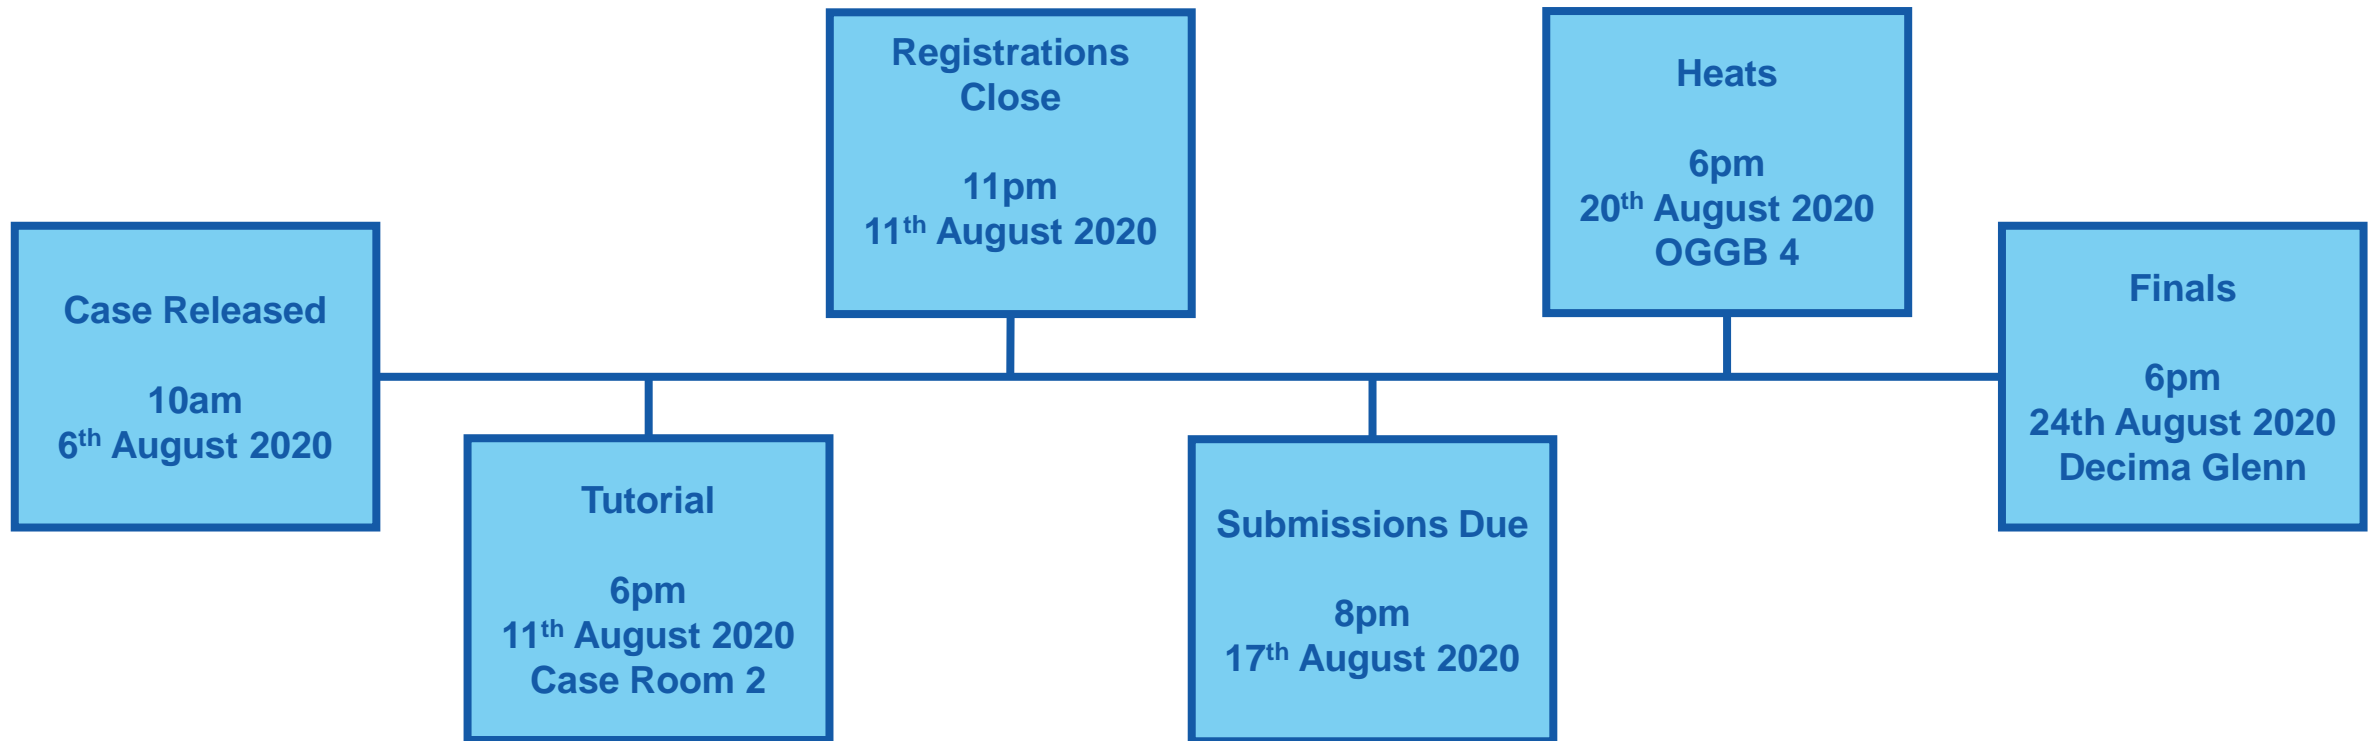 Case Released
10am
6th August 2020
Tutorial
6pm
11th August 2020
Case Room 2
Registrations
Close
11pm
11th August 2020
Submissions Due
8pm
17th August 2020
Heats
6pm
20th August 2020
OGGB 4
Finals
6pm
24th August 2020
Decima Glenn